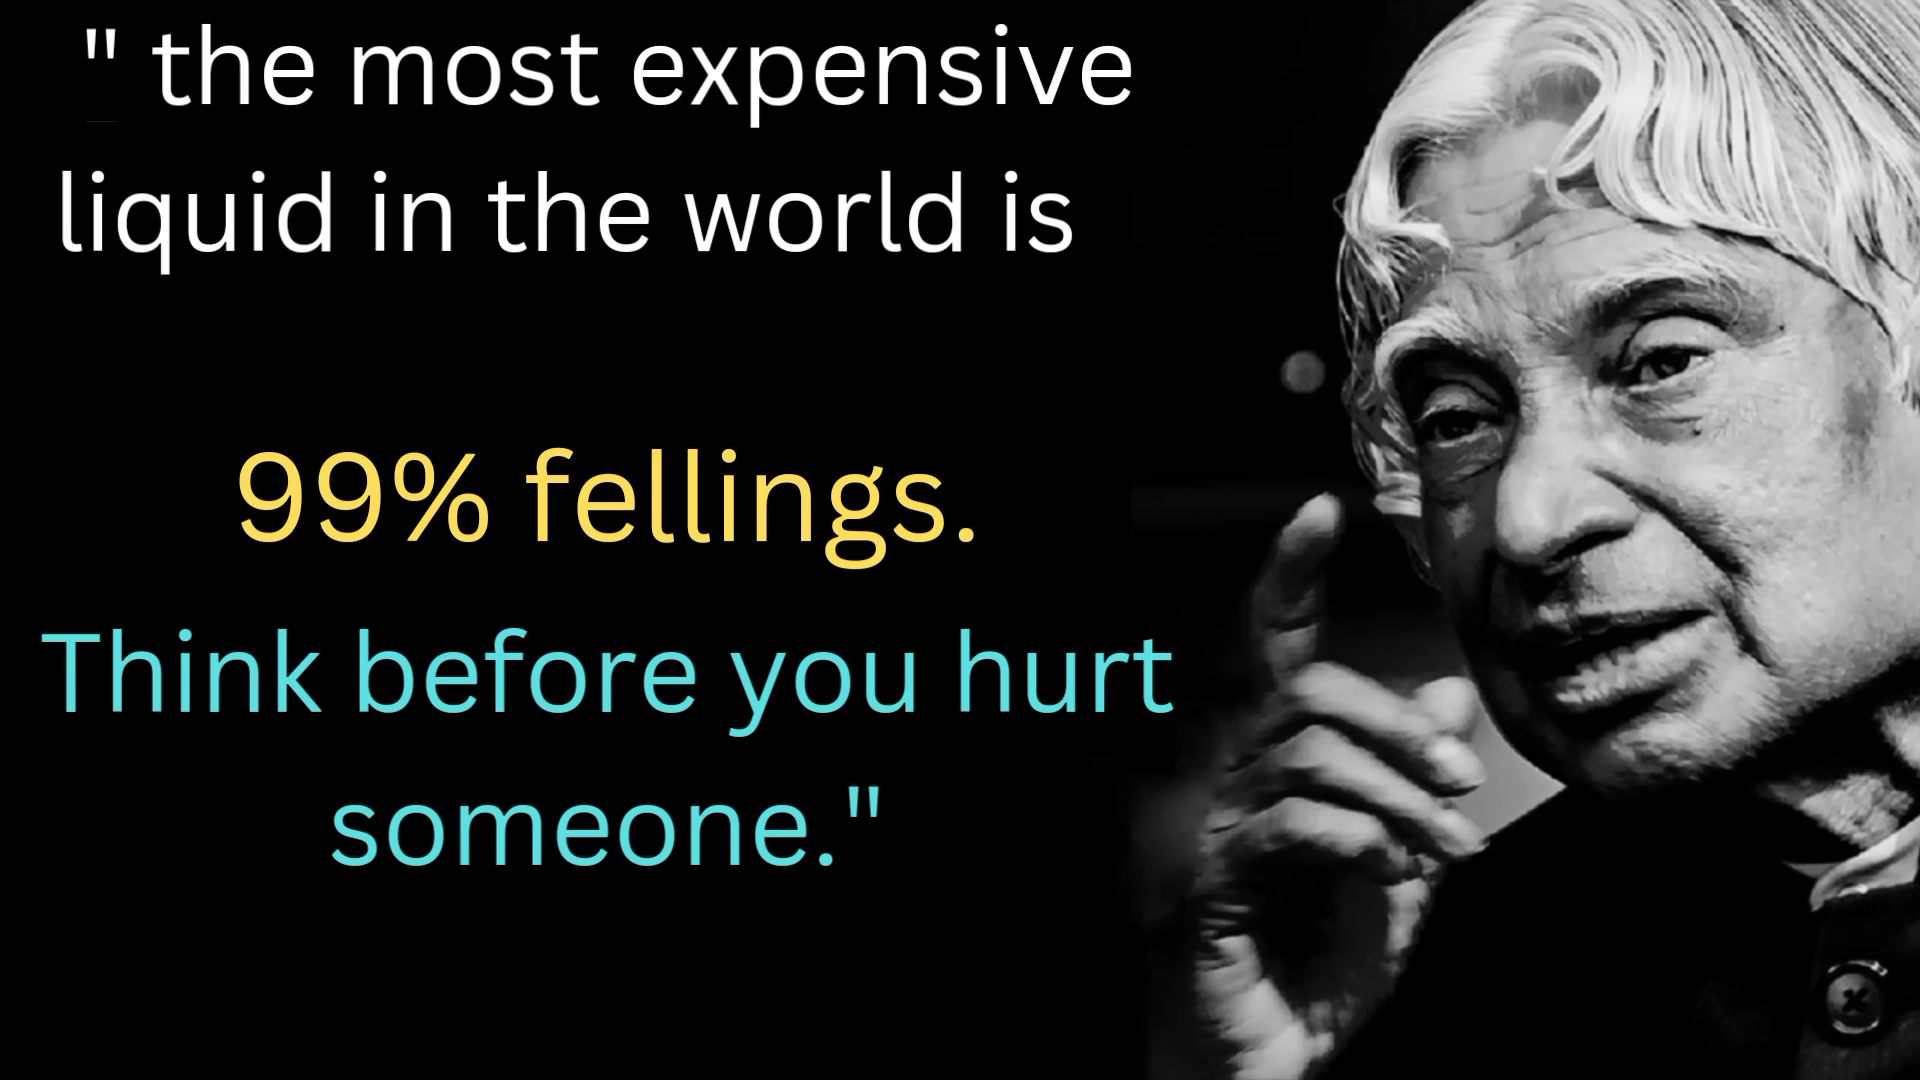 " the most expensive
liquid in the world is
99% fellings.
Think before you hurt
someone."